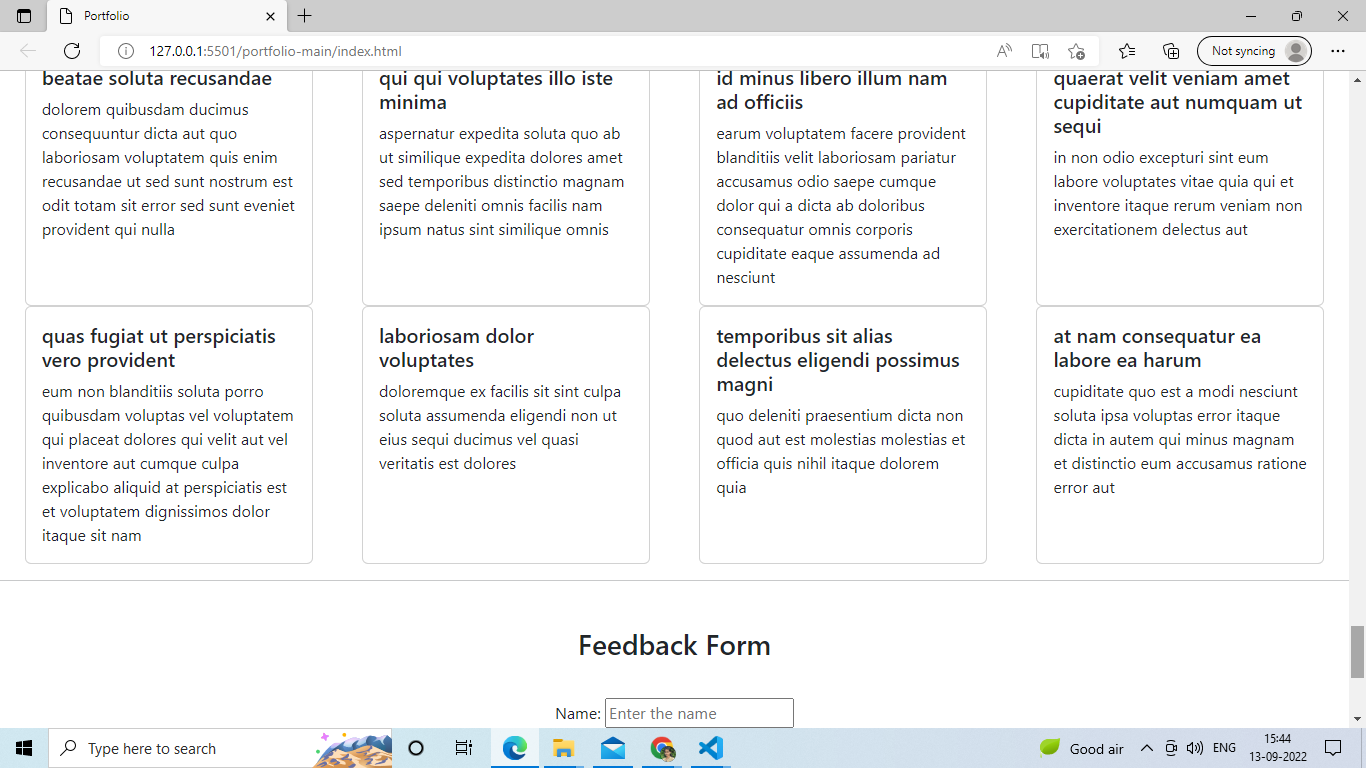 Portfolio
127.0.0.1:5501/portfolio-main/index.html
Not syncing
beatae soluta recusandae
dolorem quibusdam ducimus
consequuntur dicta aut quo
laboriosam voluptatem quis enim
recusandae ut sed sunt nostrum est
odit totam sit error sed sunt eveniet
provident qui nulla
qui qui voluptates illo iste
minima
aspernatur expedita soluta quo ab
ut similique expedita dolores amet
sed temporibus distinctio magnam
saepe deleniti omnis facilis nam
ipsum natus sint similique omnis
id minus libero illum nam
ad officiis
earum voluptatem facere provident
blanditiis velit laboriosam pariatur
accusamus odio saepe cumque
dolor qui a dicta ab doloribus
consequatur omnis corporis
cupiditate eaque assumenda ad
nesciunt
quaerat velit veniam amet
cupiditate aut numquam ut
sequi
in non odio excepturi sint eum
labore voluptates vitae quia qui et
inventore itaque rerum veniam non
exercitationem delectus aut
quas fugiat ut perspiciatis
vero provident
eum non blanditiis soluta porro
quibusdam voluptas vel voluptatem
qui placeat dolores qui velit aut vel
inventore aut cumque culpa
explicabo aliquid at perspiciatis est
et voluptatem dignissimos dolor
itaque sit nam
laboriosam dolor
voluptates
doloremque ex facilis sit sint culpa
soluta assumenda eligendi non ut
eius sequi ducimus vel quasi
veritatis est dolores
temporibus sit alias
delectus eligendi possimus
magni
quo deleniti praesentium dicta non
quod aut est molestias molestias et
officia quis nihil itaque dolorem
quia
at nam consequatur ea
labore ea harum
cupiditate quo est a modi nesciunt
soluta ipsa voluptas error itaque
dicta in autem qui minus magnam
et distinctio eum accusamus ratione
error aut
Feedback Form
Name: Enter the name
Type here to search
Good air
ENG
15:44
13-09-2022